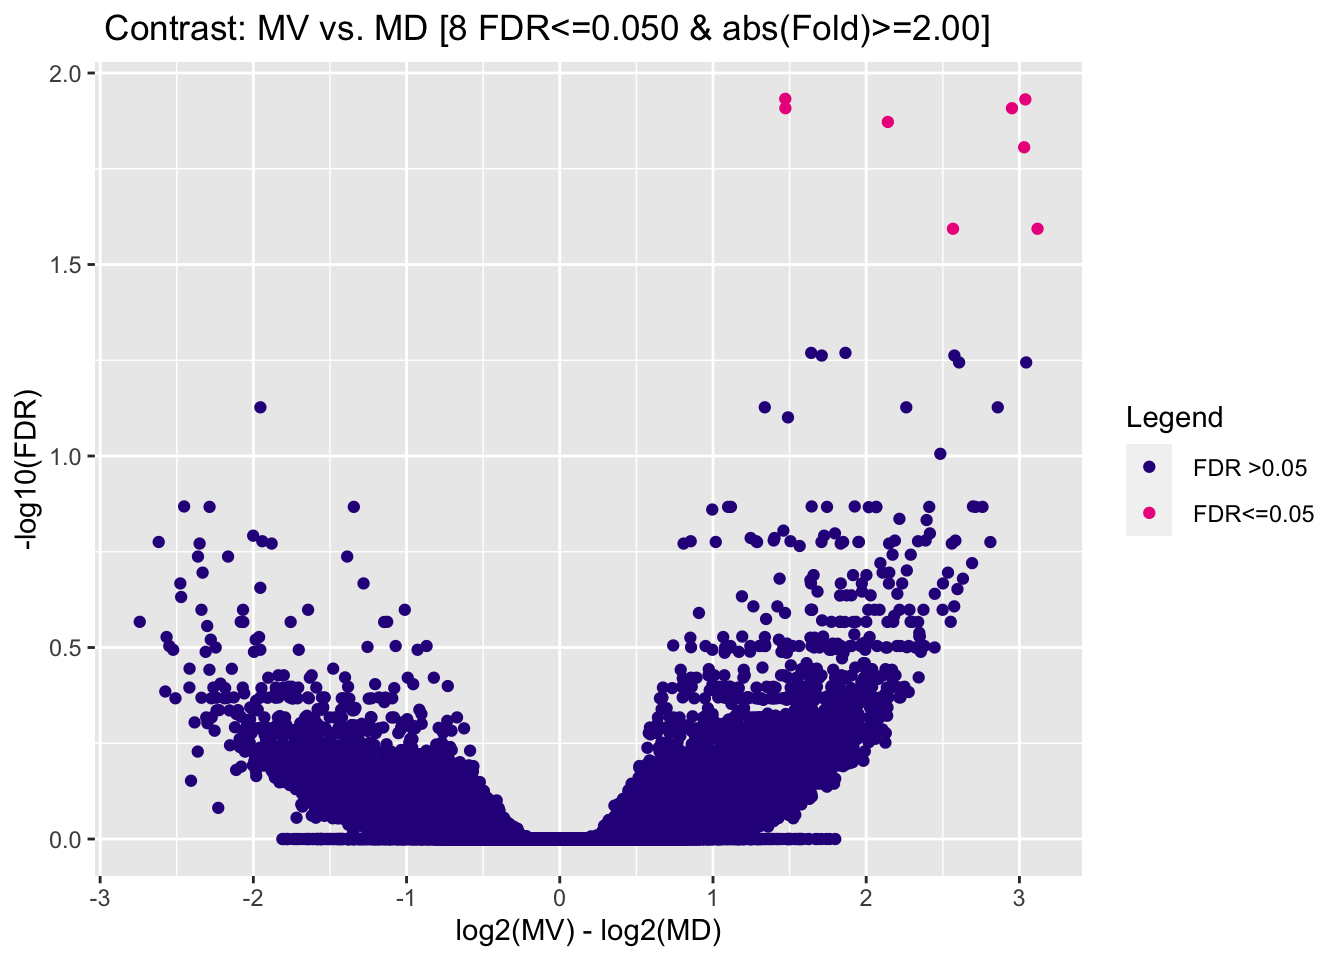 Contrast: MV vs. MD [8 FDR<=0.050 & abs(Fold)>=2.00]
2.0
1.5
1.0
0.5
0.0
-log10(FDR)
-3 -2 -1 0 1 2 3
log2(MV) - log2(MD)
Legend
FDR >0.05
FDR<=0.05